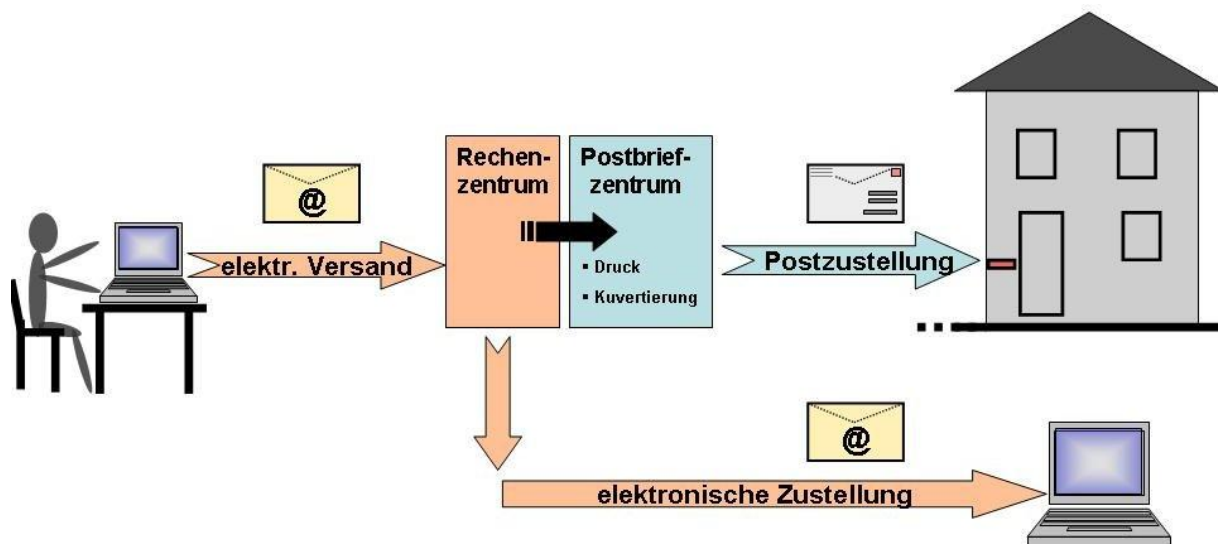 Rechen-
zentrum
Postbrief-
zentrum
@
elektr. Versand
▪ Druck
▪ Kuvertierung
Postzustellung
@
elektronische Zustellung